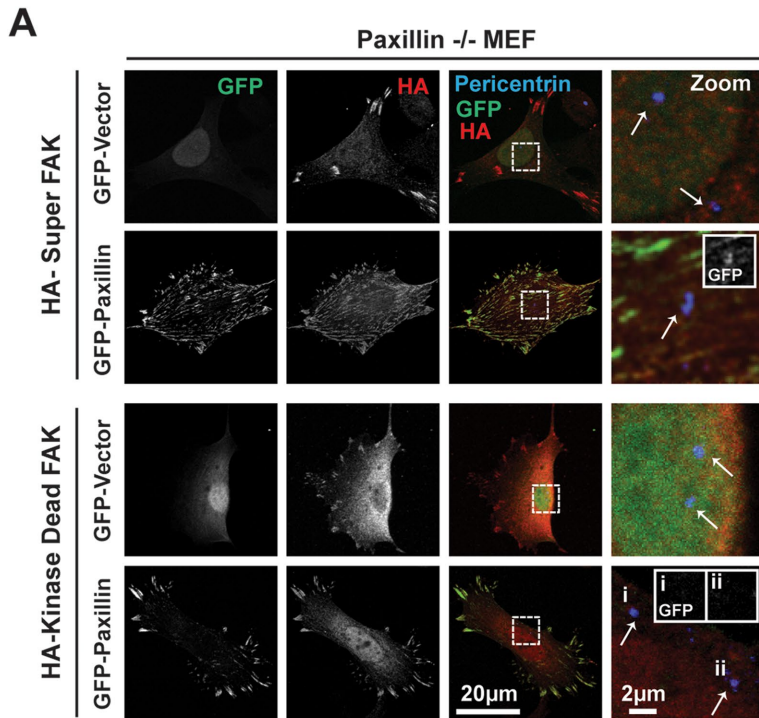 A
Paxillin -/- MEF
HA- Super FAK
GFP-Vector
GFP
HA
Pericentrin
GFP
HA
Zoom
GFP-Paxillin
GFP
HA-Kinase Dead FAK
GFP-Vector
GFP-Paxillin
20µm
i
i
ii
GFP
ii
2µm